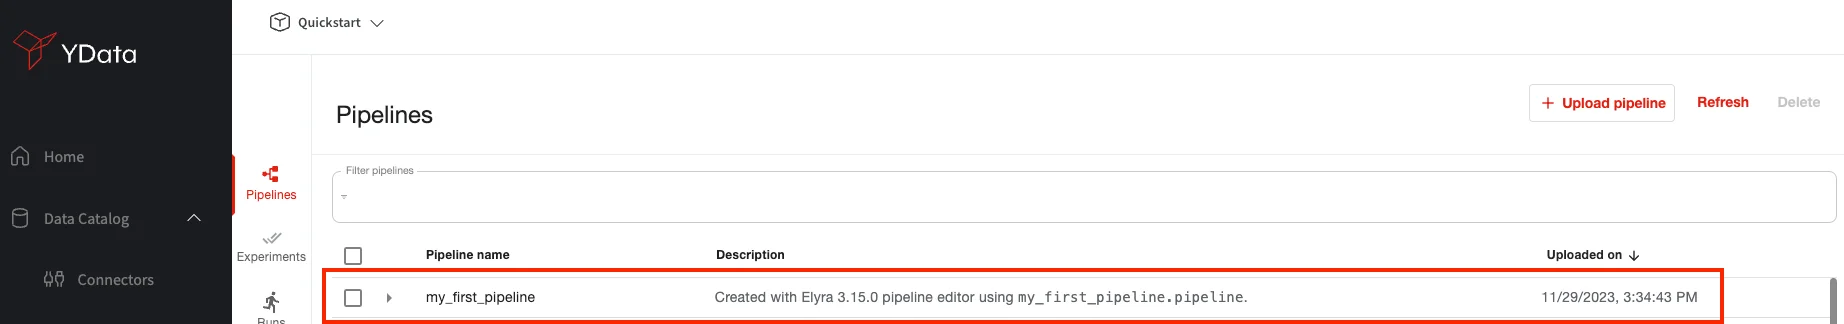 YData
Home
Data Catalog
Connectors
Quickstart
Pipelines
Experiments
Runs
Pipelines
+ Upload pipeline
Refresh
Delete
Filter pipelines
Pipeline name
Description
Uploaded on
my_first_pipeline
Created with Elyra 3.15.0 pipeline editor using my_first_pipeline.pipeline.
11/29/2023, 3:34:43 PM